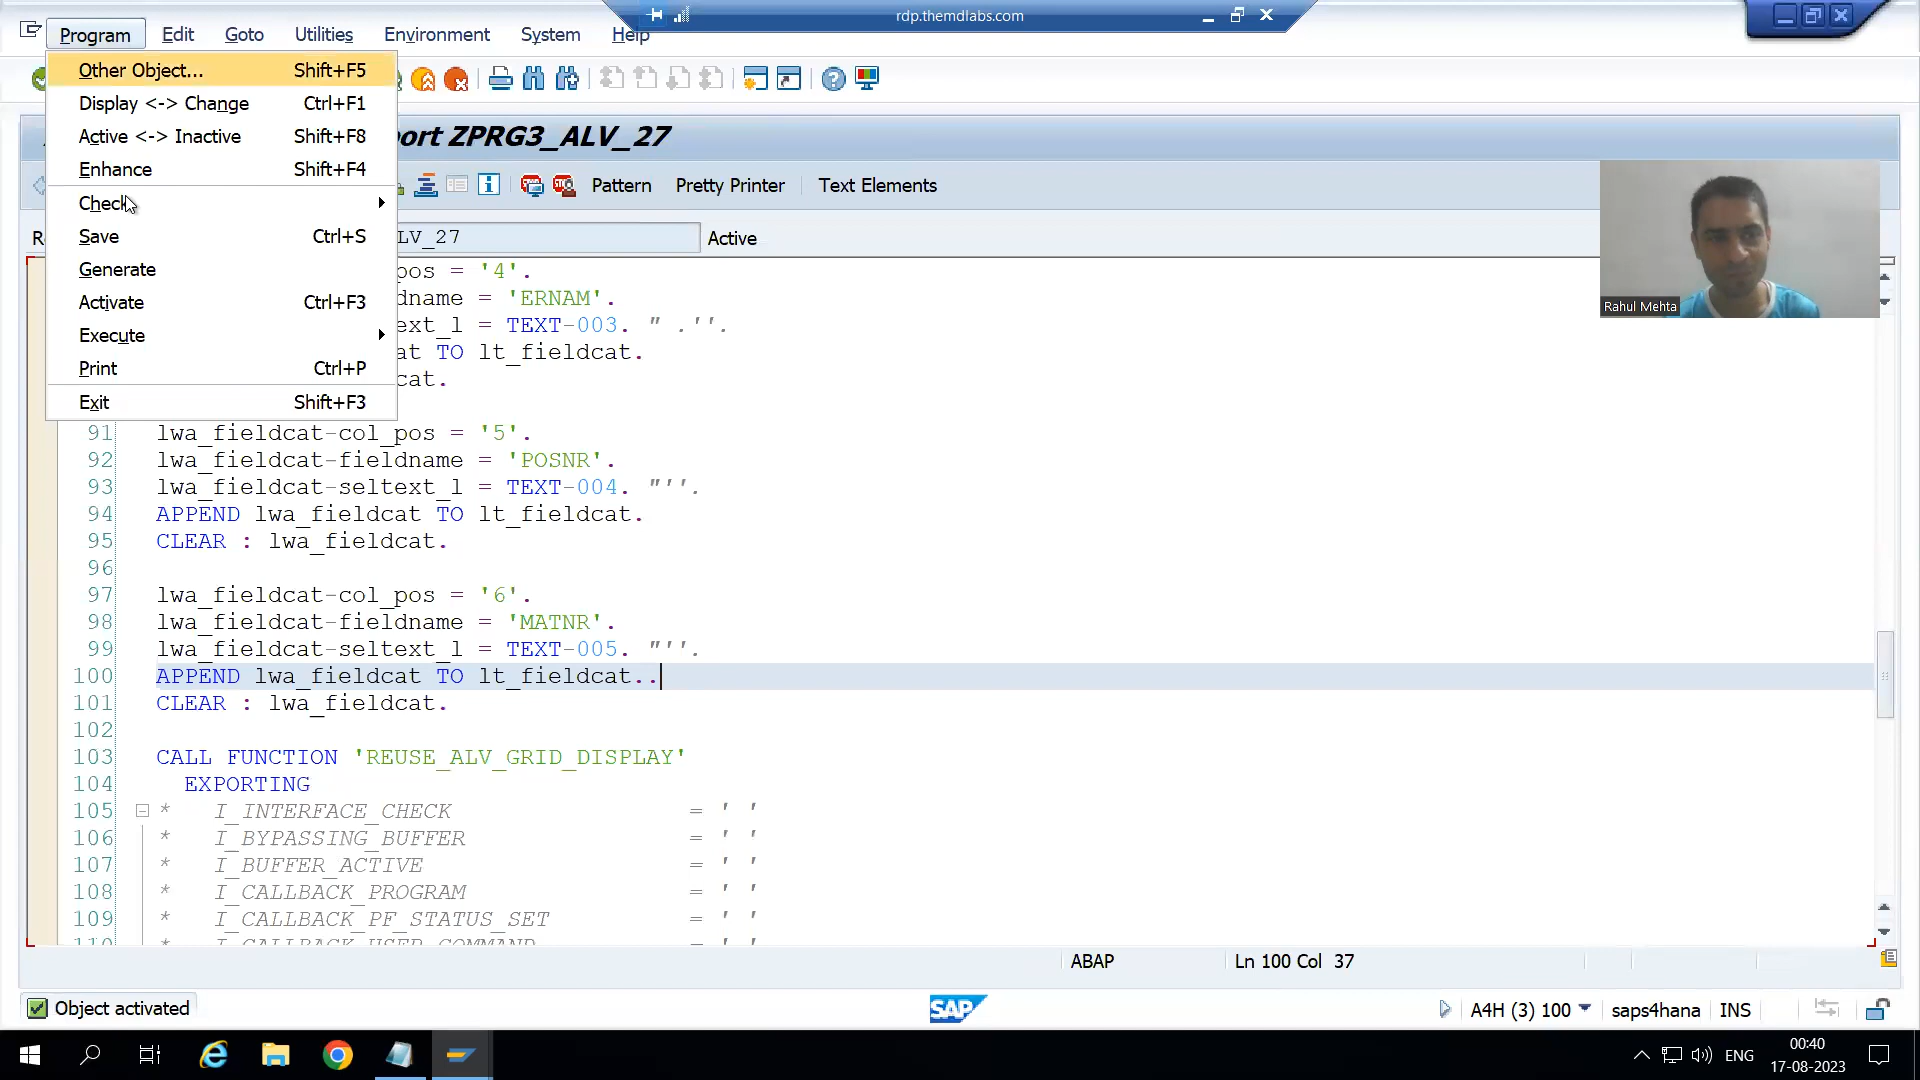 rdp.themdlabs.com
Program Edit Goto Utilities Environment System Help
Other Object... Shift+F5
Display <-> Change Ctrl+F1
Active <-> Inactive Shift+F8
Enhance Shift+F4
Check
Save Ctrl+S
Generate
Activate Ctrl+F3
Execute
Print Ctrl+P
Exit Shift+F3
port ZPRG3_ALV_27
Pattern Pretty Printer Text Elements
ALV_27 Active
Rahul Mehta
pos = '4'.
dname = 'ERNAM'.
text_l = TEXT-003. " .''.
cat TO lt_fieldcat.
cat.
91 lwa_fieldcat-col_pos = '5'.
92 lwa_fieldcat-fieldname = 'POSNR'.
93 lwa_fieldcat-seltext_l = TEXT-004. "''.
94 APPEND lwa_fieldcat TO lt_fieldcat.
95 CLEAR : lwa_fieldcat.
96
97 lwa_fieldcat-col_pos = '6'.
98 lwa_fieldcat-fieldname = 'MATNR'.
99 lwa_fieldcat-seltext_l = TEXT-005. "''.
100 APPEND lwa_fieldcat TO lt_fieldcat..
101 CLEAR : lwa_fieldcat.
102
103 CALL FUNCTION 'REUSE_ALV_GRID_DISPLAY'
104 EXPORTING
105 * I_INTERFACE_CHECK = ' '
106 * I_BYPASSING_BUFFER = ' '
107 * I_BUFFER_ACTIVE = ' '
108 * I_CALLBACK_PROGRAM = ' '
109 * I_CALLBACK_PF_STATUS_SET = ' '
110 * I_CALLBACK_USER_COMMAND = ' '
ABAP Ln 100 Col 37
Object activated
SAP
A4H (3) 100 saps4hana INS
ENG
00:40
17-08-2023